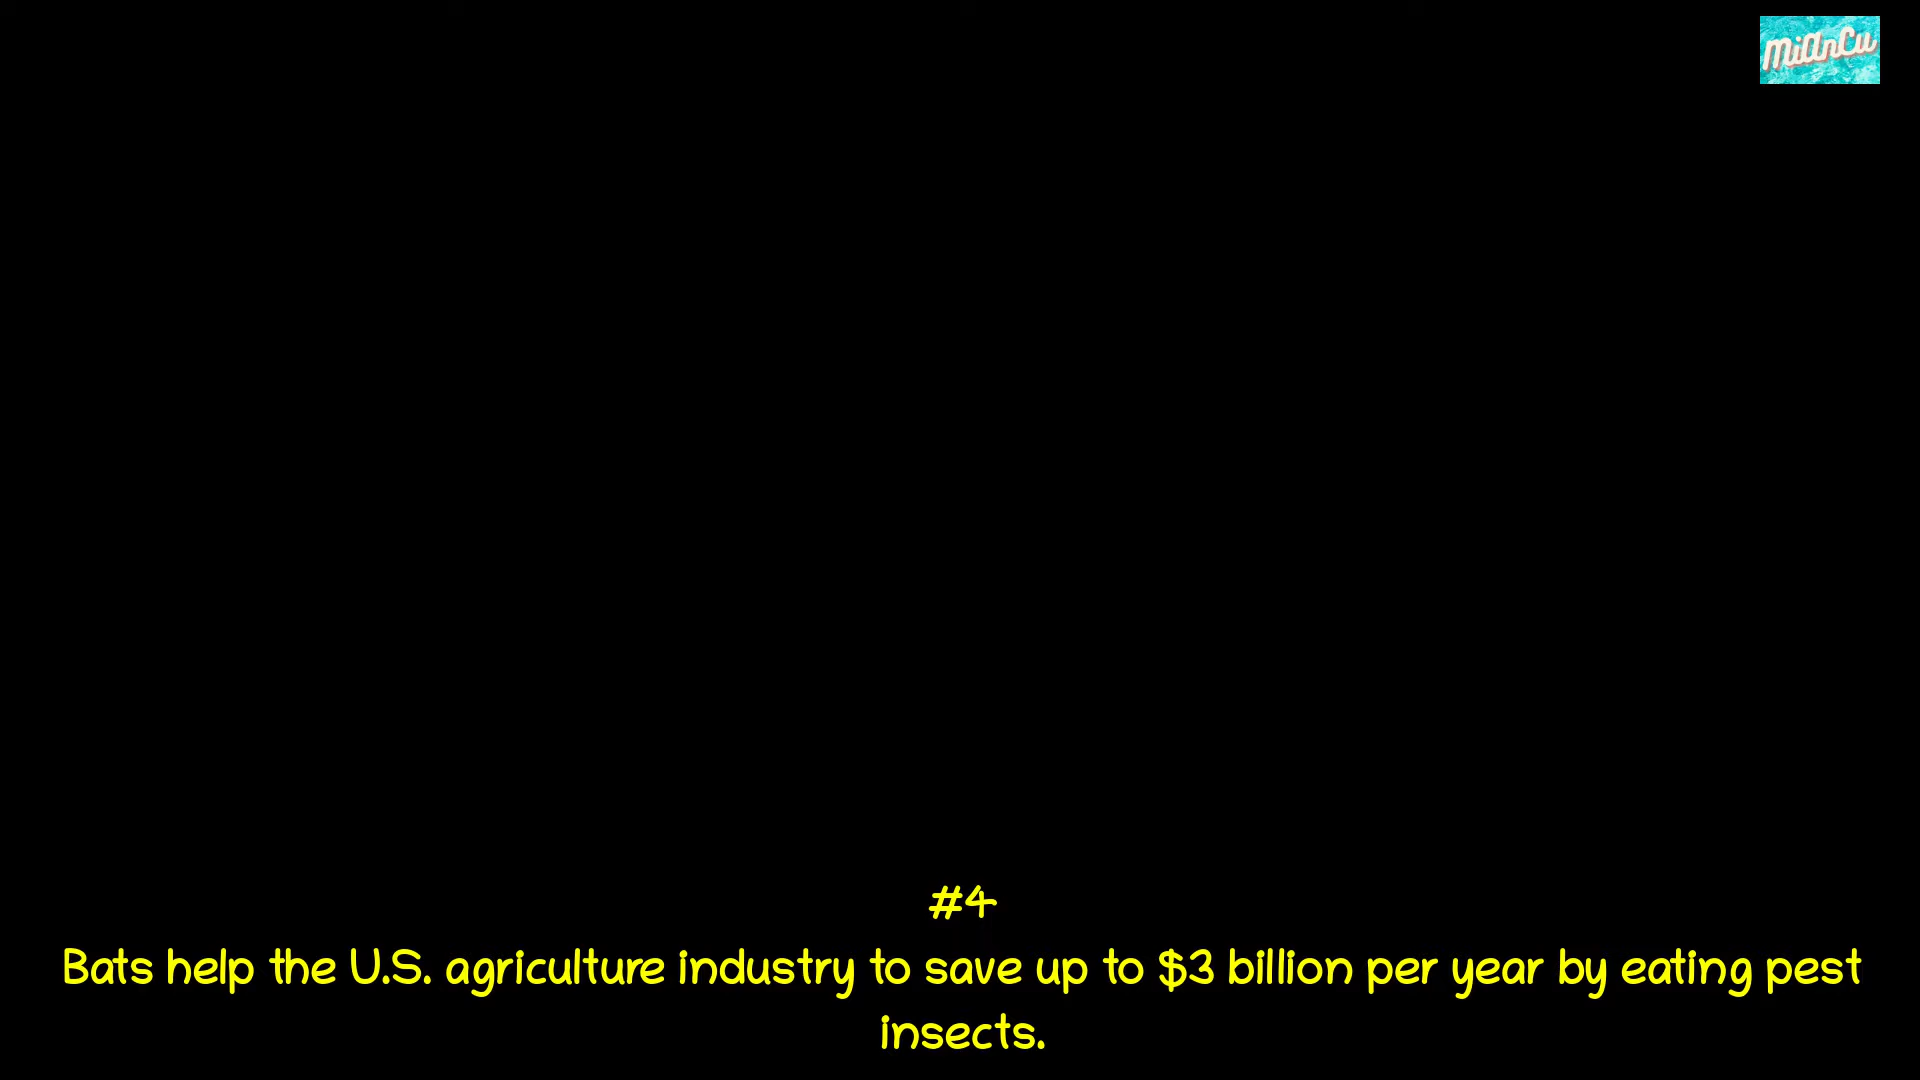 MiAnCu
#4
Bats help the U.S. agriculture industry to save up to $3 billion per year by eating pest
insects.